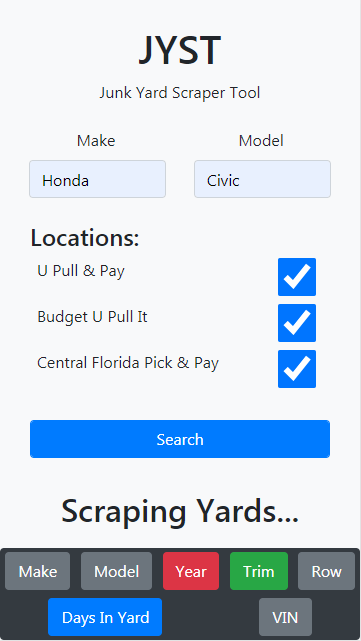 JYST
Junk Yard Scraper Tool
Make Model
Honda Civic
Locations:
U Pull & Pay
Budget U Pull It
Central Florida Pick & Pay
Search
Scraping Yards...
Make Model Year Trim Row
Days In Yard VIN